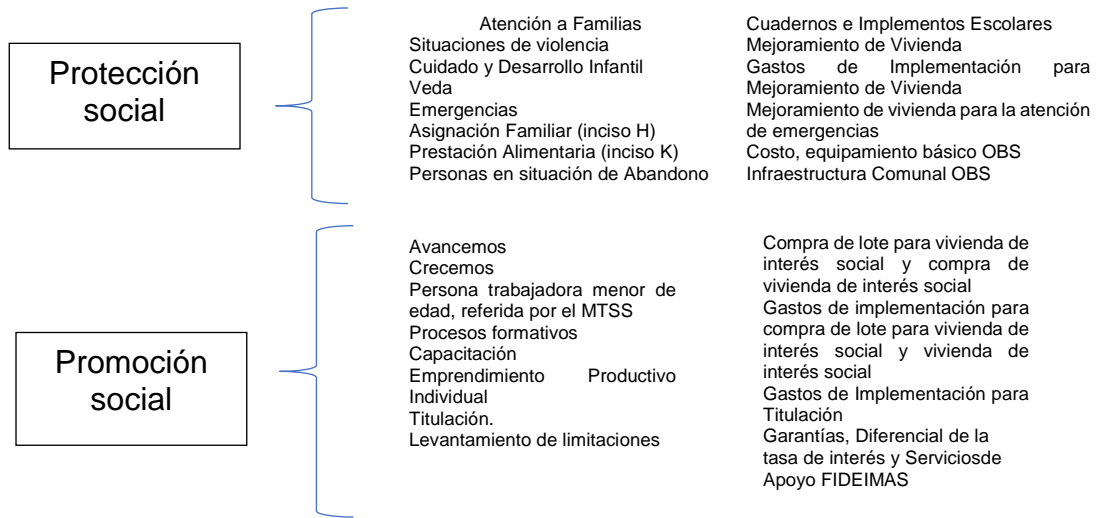 Protección
social
Atención a Familias
Situaciones de violencia
Cuidado y Desarrollo Infantil
Veda
Emergencias
Asignación Familiar (inciso H)
Prestación Alimentaria (inciso K)
Personas en situación de Abandono
Cuadernos e Implementos Escolares
Mejoramiento de Vivienda
Gastos de Implementación para
Mejoramiento de Vivienda
Mejoramiento de vivienda para la atención
de emergencias
Costo, equipamiento básico OBS
Infraestructura Comunal OBS
Promoción
social
Avancemos
Crecemos
Persona trabajadora menor de
edad, referida por el MTSS
Procesos formativos
Capacitación
Emprendimiento Productivo
Individual
Titulación.
Levantamiento de limitaciones
Compra de lote para vivienda de
interés social y compra de
vivienda de interés social
Gastos de implementación para
compra de lote para vivienda de
interés social y vivienda de
interés social
Gastos de Implementación para
Titulación
Garantías, Diferencial de la
tasa de interés y Serviciosde
Apoyo FIDEIMAS